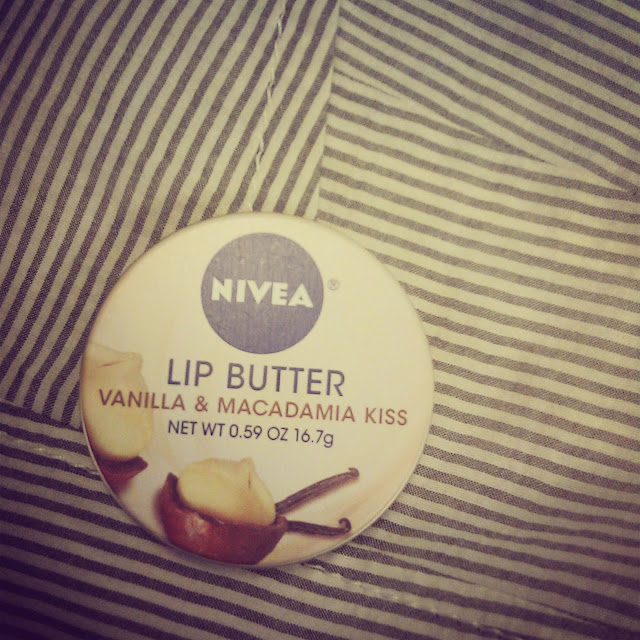 NIVEA®
LIP BUTTER
VANILLA & MACADAMIA KISS
NET WT 0.59 OZ 16.7g